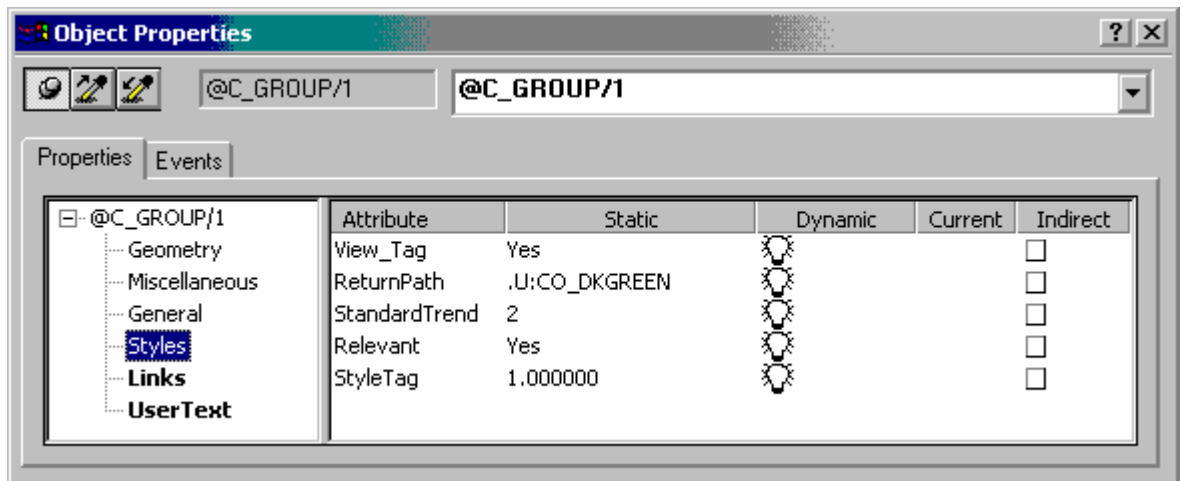 Object Properties
@C_GROUP/1 @C_GROUP/1
Properties Events
@C_GROUP/1 Attribute Static Dynamic Current Indirect
Geometry View_Tag Yes
Miscellaneous ReturnPath .U:CO_DKGREEN
General StandardTrend 2
Styles Relevant Yes
Links StyleTag 1.000000
UserText